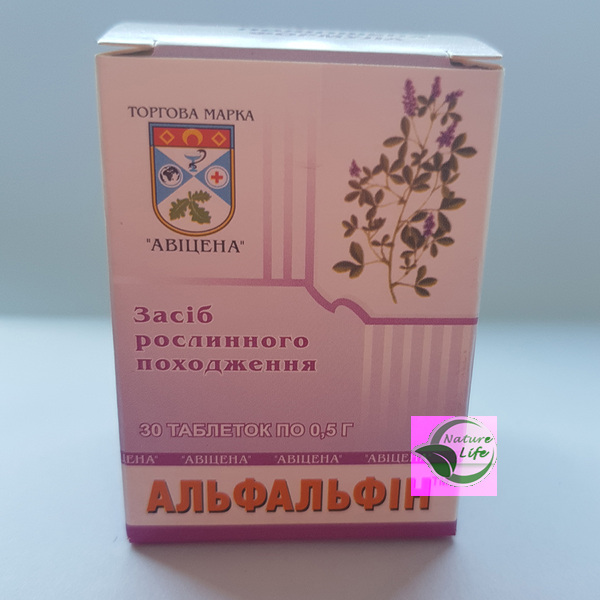 ТОРГОВА МАРКА
"АВІЦЕНА"
Засіб
рослинного
походження
30 ТАБЛЕТОК ПО 0,5 Г
"АВІЦЕНА" "АВІЦЕНА" "АВІЦЕНА"
АЛЬФАЛЬФІН
Nature
Life